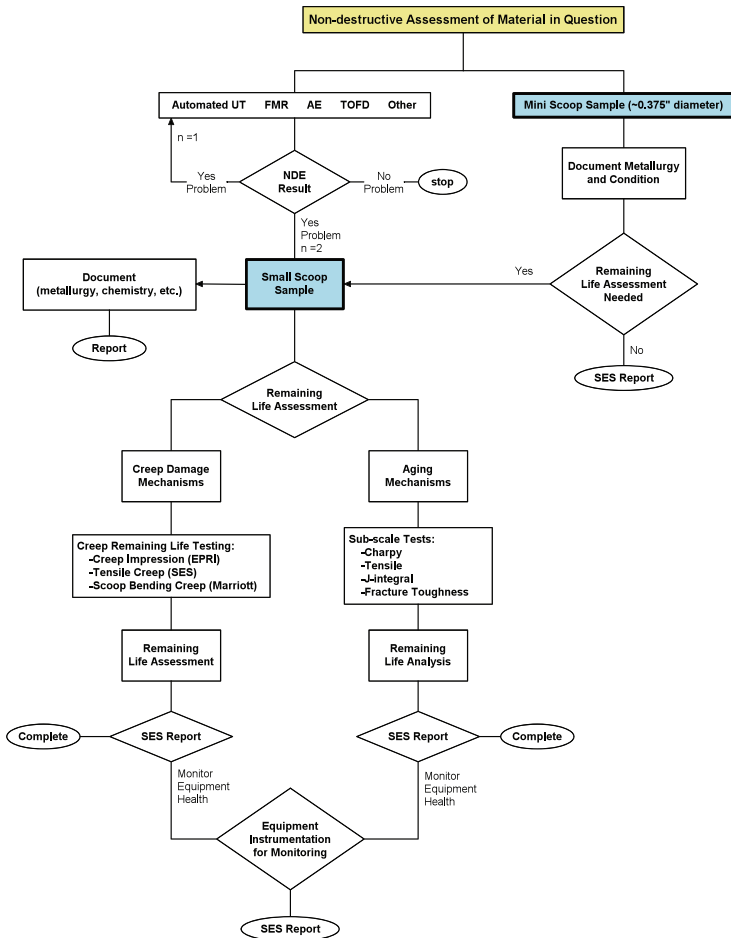 Non-destructive Assessment of Material in Question
Automated UT FMR AE TOFD Other
Mini Scoop Sample (~0.375" diameter)
n =1
Yes
Problem
NDE
Result
No
Problem
stop
Document Metallurgy
and Condition
Yes
Problem
n =2
Document
(metallurgy, chemistry, etc.)
Small Scoop
Sample
Yes
Remaining
Life Assessment
Needed
Report
No
SES Report
Remaining
Life Assessment
Creep Damage
Mechanisms
Aging
Mechanisms
Creep Remaining Life Testing:
-Creep Impression (EPRI)
-Tensile Creep (SES)
-Scoop Bending Creep (Marriott)
Sub-scale Tests:
-Charpy
-Tensile
-J-integral
-Fracture Toughness
Remaining
Life Assessment
Remaining
Life Analysis
Complete
SES Report
SES Report
Complete
Monitor
Equipment
Health
Monitor
Equipment
Health
Equipment
Instrumentation
for Monitoring
SES Report